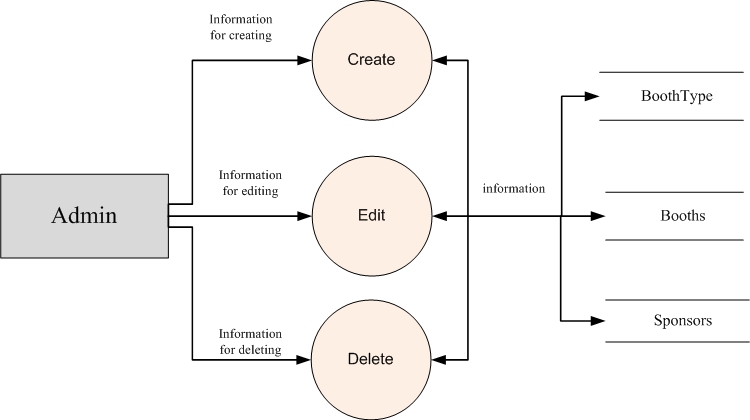 Information
for creating
Create
BoothType
Admin
Information
for editing
Edit
information
Booths
Information
for deleting
Delete
Sponsors